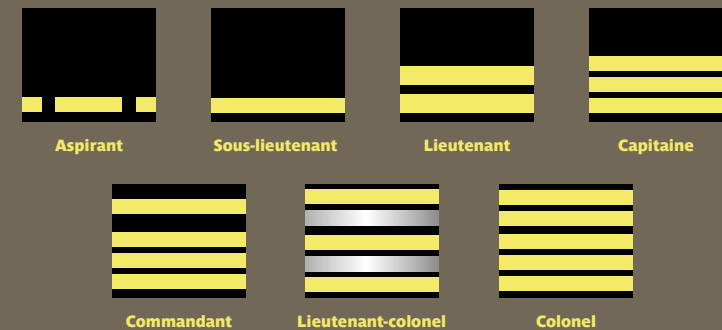 Aspirant
Sous-lieutenant
Lieutenant
Capitaine
Commandant
Lieutenant-colonel
Colonel